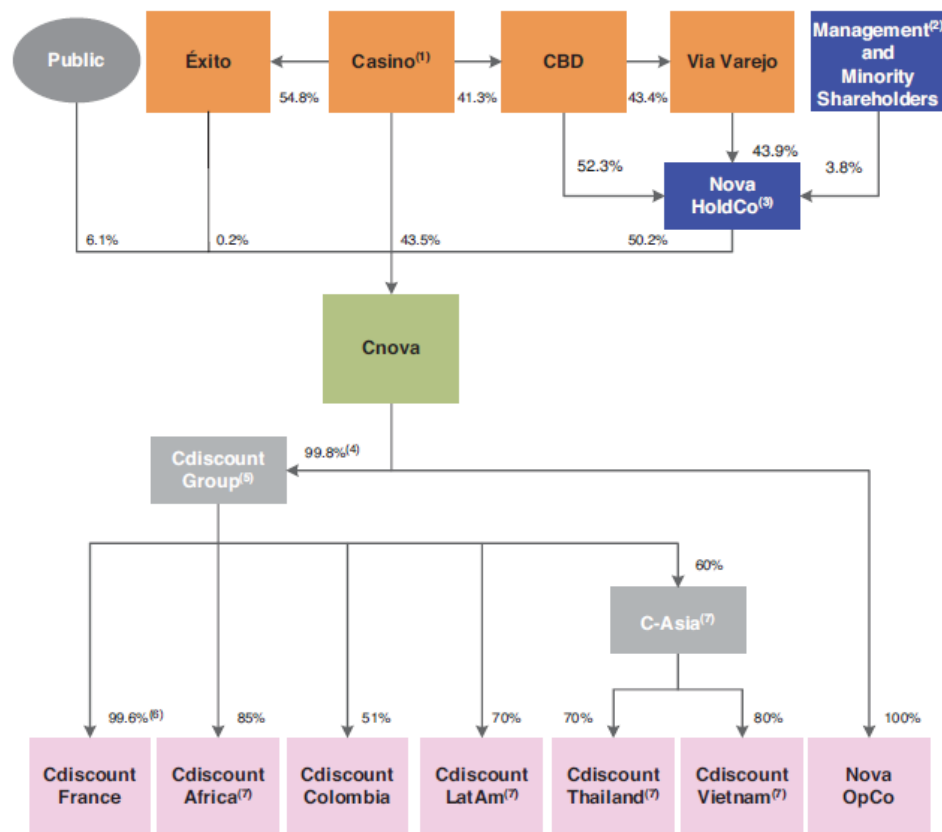 Public
Éxito
Casino(1)
CBD
Via Varejo
Management(2)
and
Minority
Shareholders
54.8%
41.3%
43.4%
52.3%
43.9%
3.8%
Nova
HoldCo(3)
6.1%
0.2%
43.5%
50.2%
Cnova
99.8%(4)
Cdiscount
Group(5)
60%
C-Asia(7)
99.6%(6)
85%
51%
70%
70%
80%
100%
Cdiscount
France
Cdiscount
Africa(7)
Cdiscount
Colombia
Cdiscount
LatAm(7)
Cdiscount
Thailand(7)
Cdiscount
Vietnam(7)
Nova
OpCo